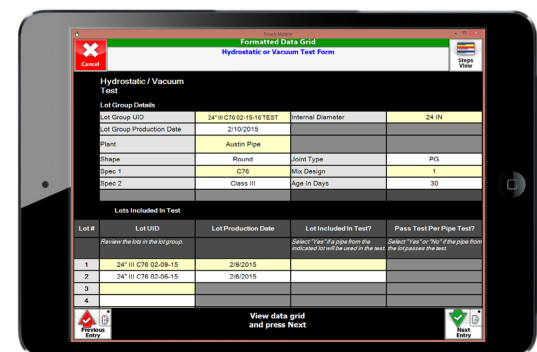 Touch Mobile
Formatted Data Grid
Hydrostatic or Vacuum Test Form
Cancel
Steps View
Hydrostatic / Vacuum
Test
Lot Group Details
Lot Group UID 24" III C76 02-15-16 TEST Internal Diameter 24 IN
Lot Group Production Date 2/10/2015
Plant Austin Pipe
Shape Round Joint Type PG
Spec 1 C76 Mix Design 1
Spec 2 Class III Age In Days 30
Lots Included In Test
Lot # Lot UID Lot Production Date Lot Included In Test? Pass Test Per Pipe Test?
Review the lots in the lot group. Select "Yes" if a pipe from the Select "Yes" or "No" if the pipe from
indicated lot will be used in the test. the lot passes the test.
1 24" III C76 02-09-15 2/9/2015
2 24" III C76 02-06-15 2/6/2015
3
4
Previous
Entry
View data grid
and press Next
Next
Entry